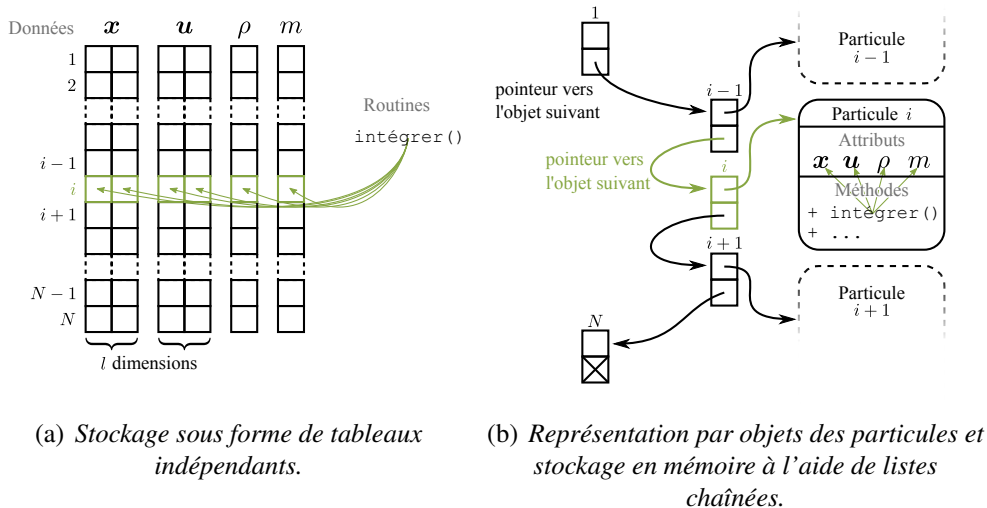 Données
x u ρ m
1
2
i − 1
i
i + 1
N − 1
N
l dimensions
Routines
intégrer()
1
pointeur vers
l'objet suivant
i − 1
pointeur vers
l'objet suivant
i
i + 1
N
Particule
i − 1
Particule i
Attributs
x u ρ m
Méthodes
+ intégrer()
+ ...
Particule
i + 1
(a) Stockage sous forme de tableaux
indépendants.
(b) Représentation par objets des particules et
stockage en mémoire à l'aide de listes
chaînées.